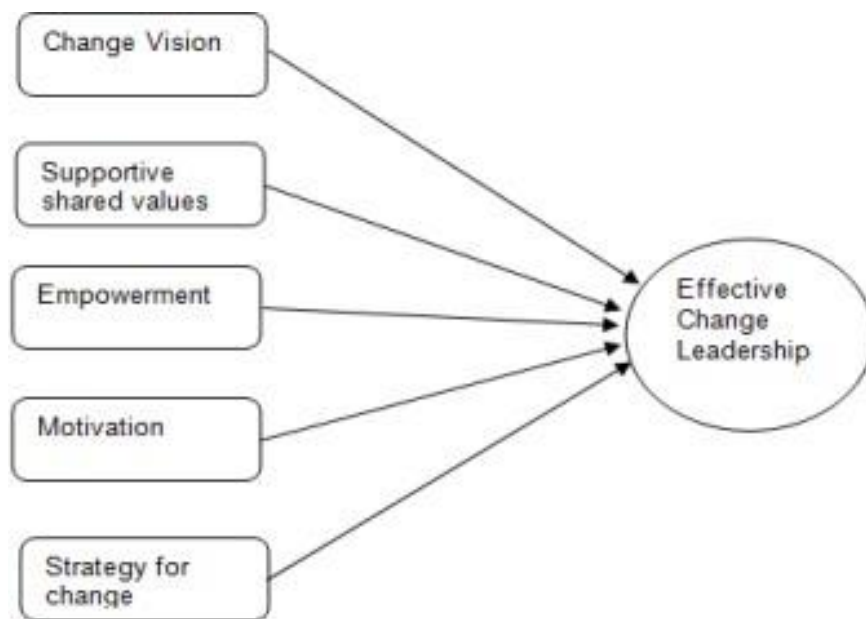 Change Vision
Supportive
shared values
Empowerment
Motivation
Strategy for
change
Effective
Change
Leadership